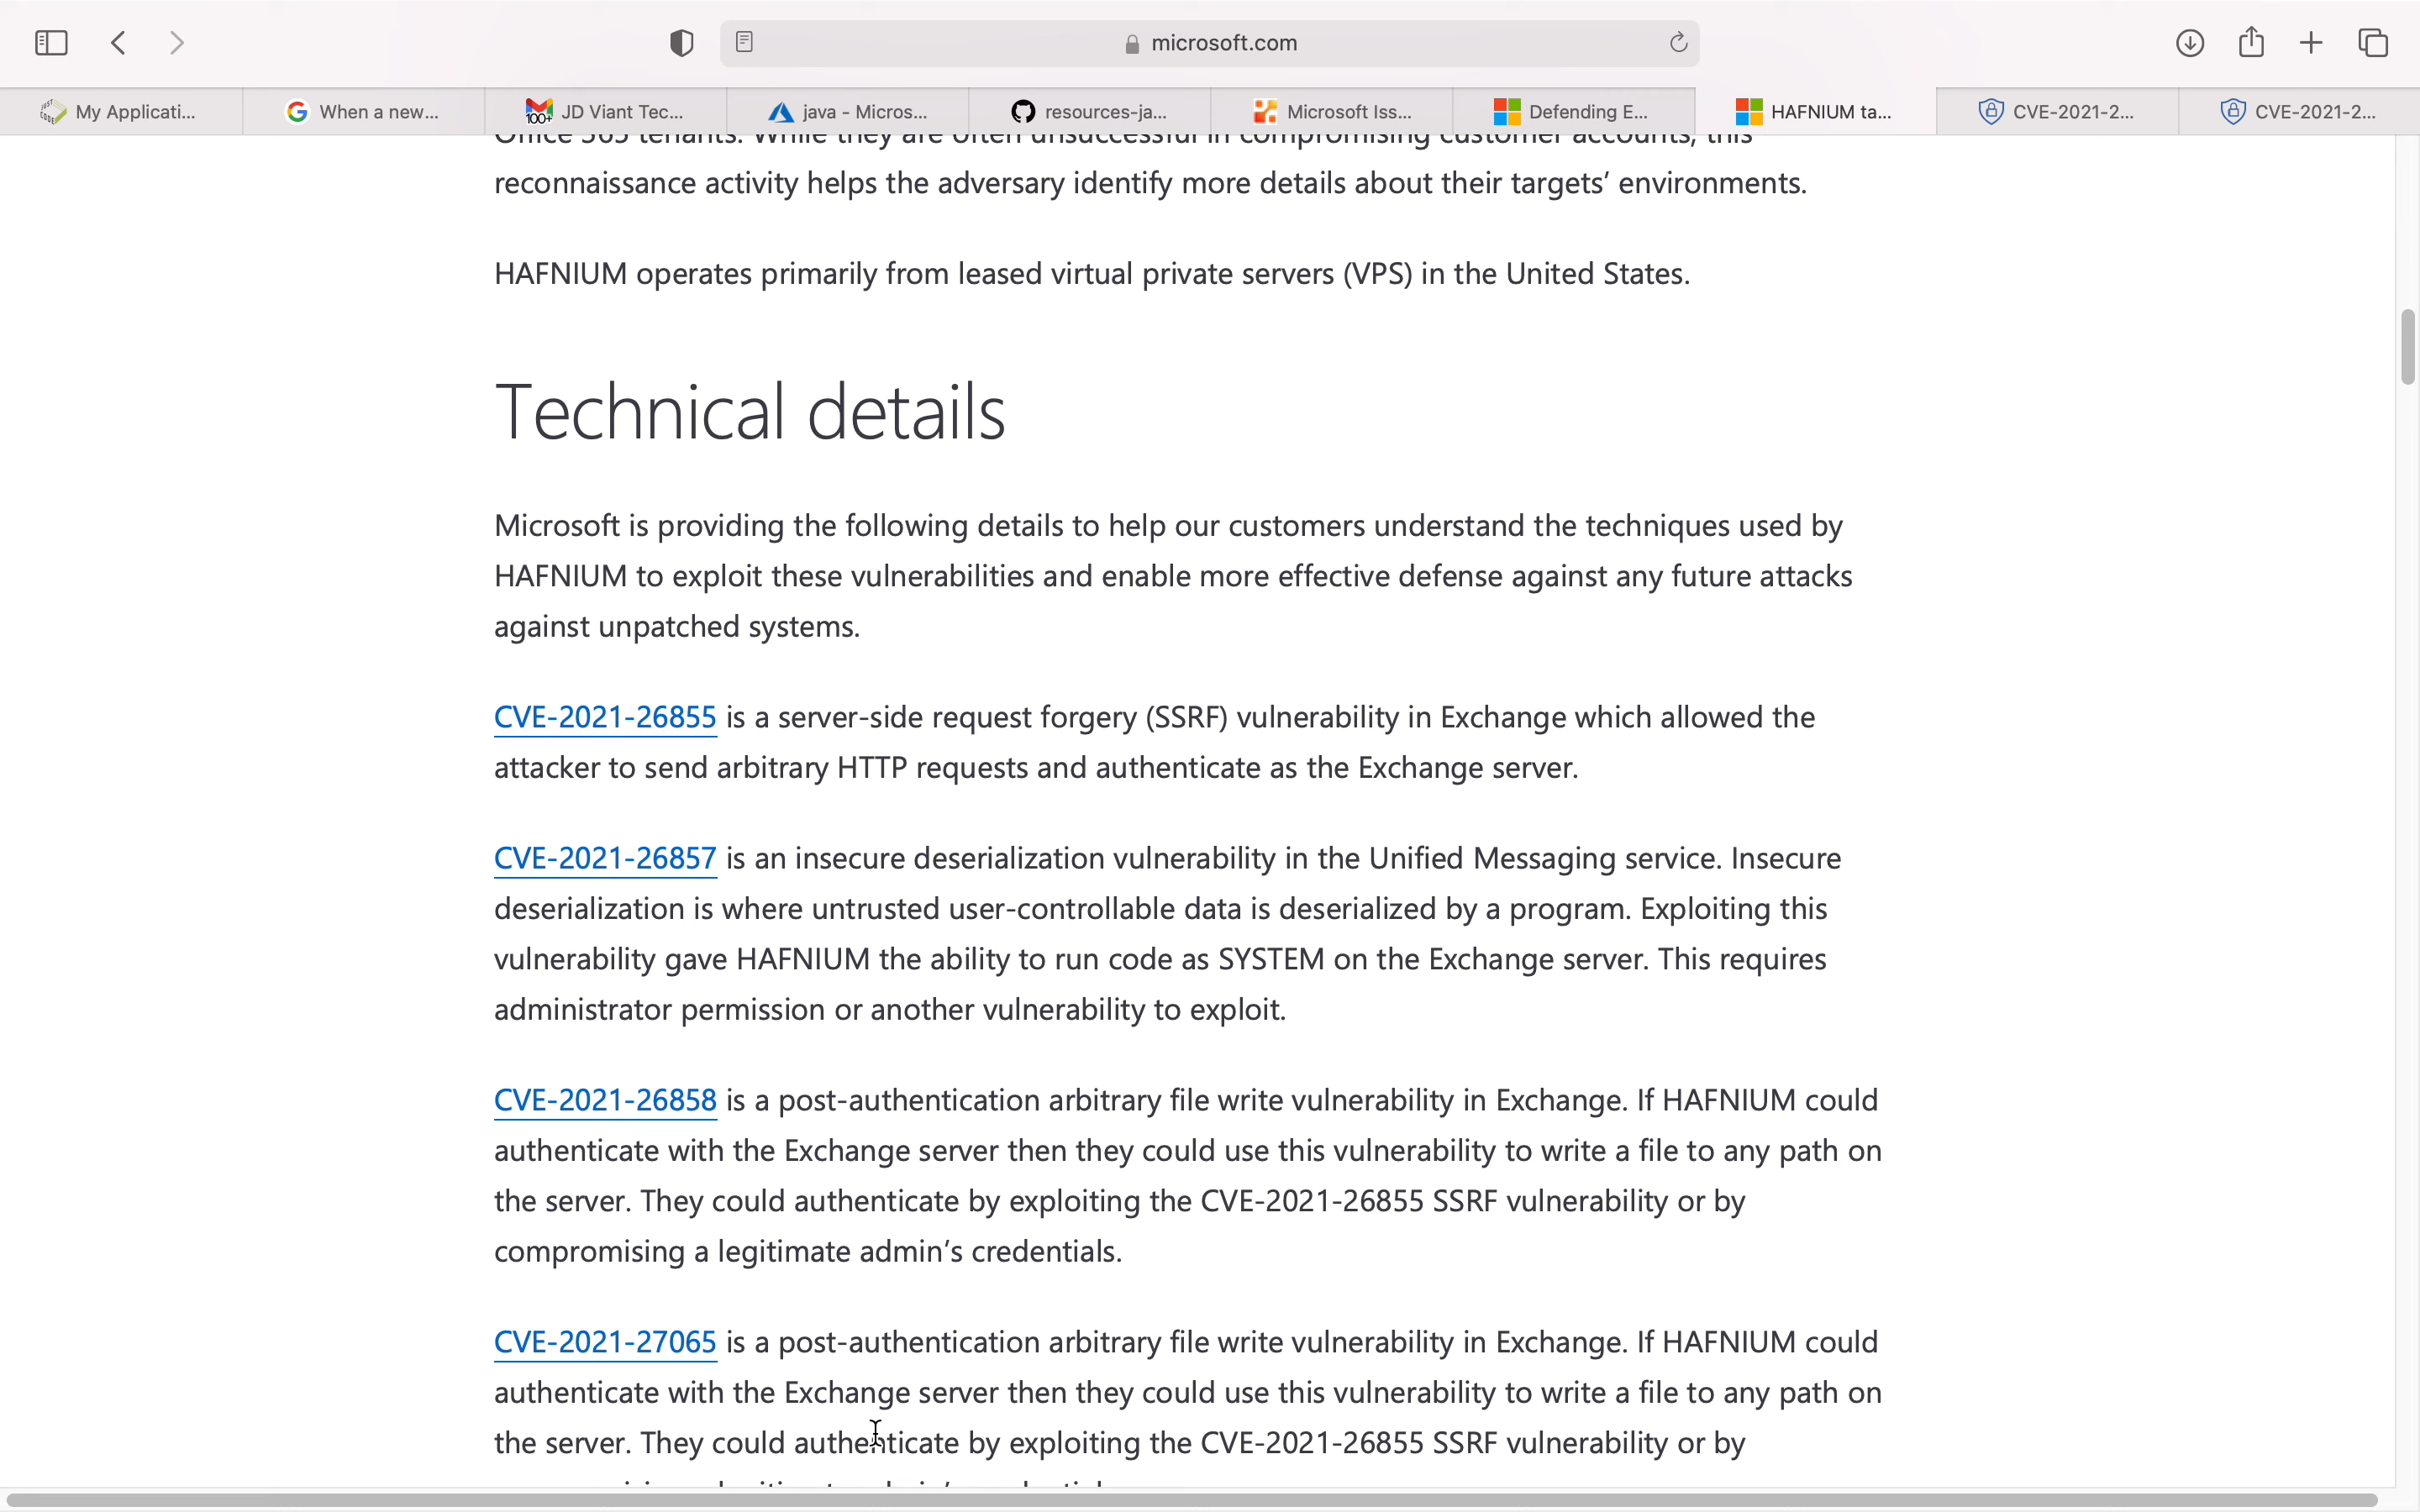 microsoft.com
My Applicati...
When a new...
JD Viant Tec...
java - Micros...
resources-ja...
Microsoft Iss...
Defending E...
HAFNIUM ta...
CVE-2021-2...
CVE-2021-2...
100+
Office 365 tenants. While they are often unsuccessful in compromising customer accounts, this
reconnaissance activity helps the adversary identify more details about their targets’ environments.
HAFNIUM operates primarily from leased virtual private servers (VPS) in the United States.
Technical details
Microsoft is providing the following details to help our customers understand the techniques used by
HAFNIUM to exploit these vulnerabilities and enable more effective defense against any future attacks
against unpatched systems.
CVE-2021-26855 is a server-side request forgery (SSRF) vulnerability in Exchange which allowed the
attacker to send arbitrary HTTP requests and authenticate as the Exchange server.
CVE-2021-26857 is an insecure deserialization vulnerability in the Unified Messaging service. Insecure
deserialization is where untrusted user-controllable data is deserialized by a program. Exploiting this
vulnerability gave HAFNIUM the ability to run code as SYSTEM on the Exchange server. This requires
administrator permission or another vulnerability to exploit.
CVE-2021-26858 is a post-authentication arbitrary file write vulnerability in Exchange. If HAFNIUM could
authenticate with the Exchange server then they could use this vulnerability to write a file to any path on
the server. They could authenticate by exploiting the CVE-2021-26855 SSRF vulnerability or by
compromising a legitimate admin’s credentials.
CVE-2021-27065 is a post-authentication arbitrary file write vulnerability in Exchange. If HAFNIUM could
authenticate with the Exchange server then they could use this vulnerability to write a file to any path on
the server. They could authenticate by exploiting the CVE-2021-26855 SSRF vulnerability or by